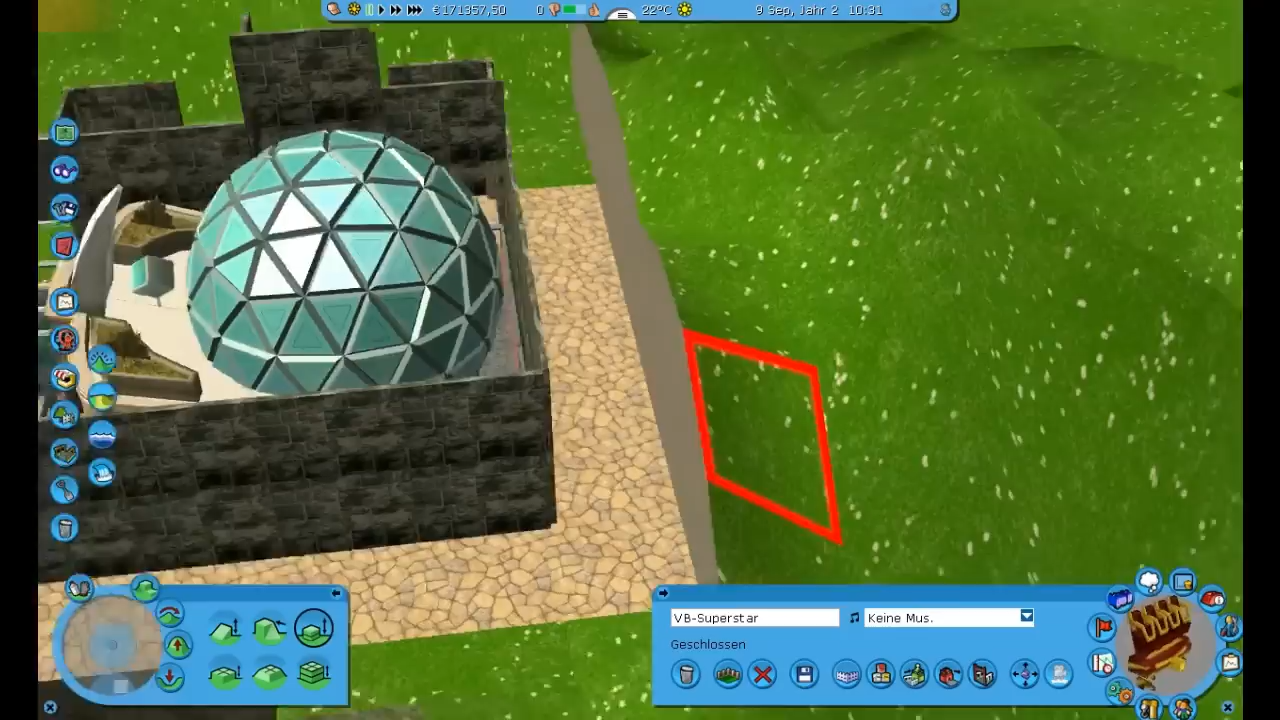 €171357,50 0 22°C 9 Sep, Jahr 2 10:31
VB-Superstar Keine Mus.
Geschlossen